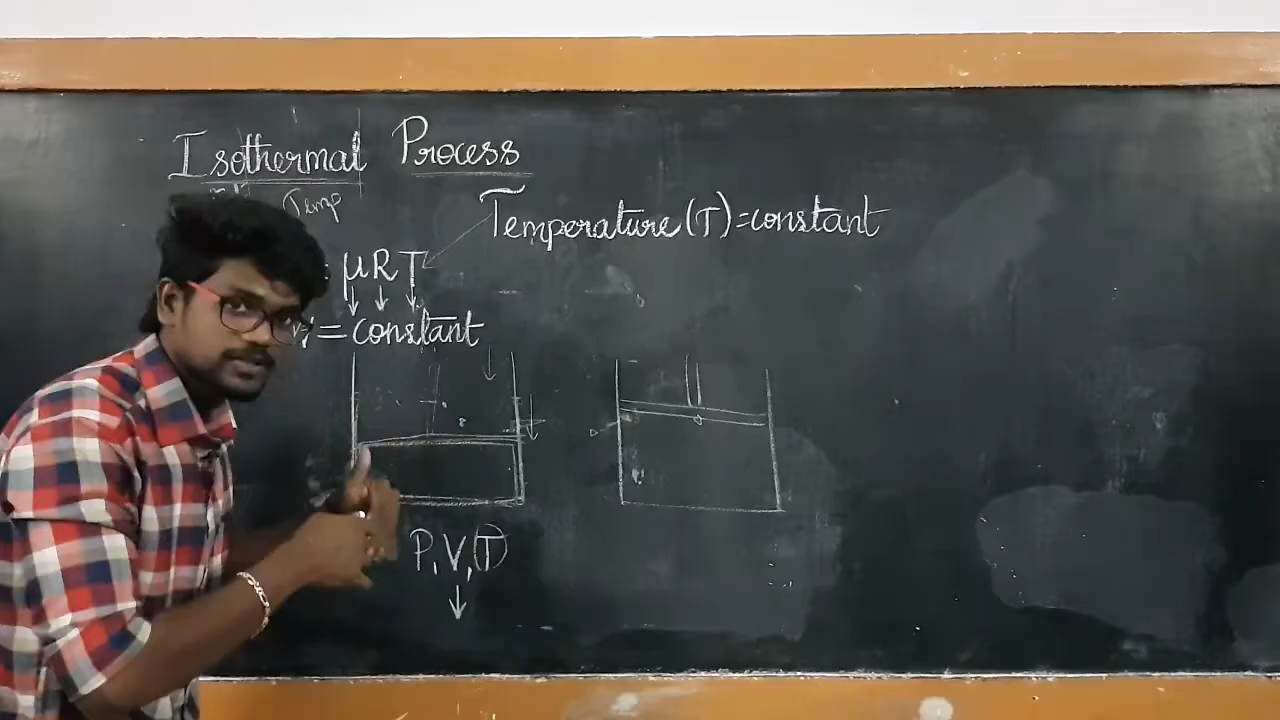 Isothermal Process
Temp
Temperature (T) = constant
μRT
= constant
P, V, T